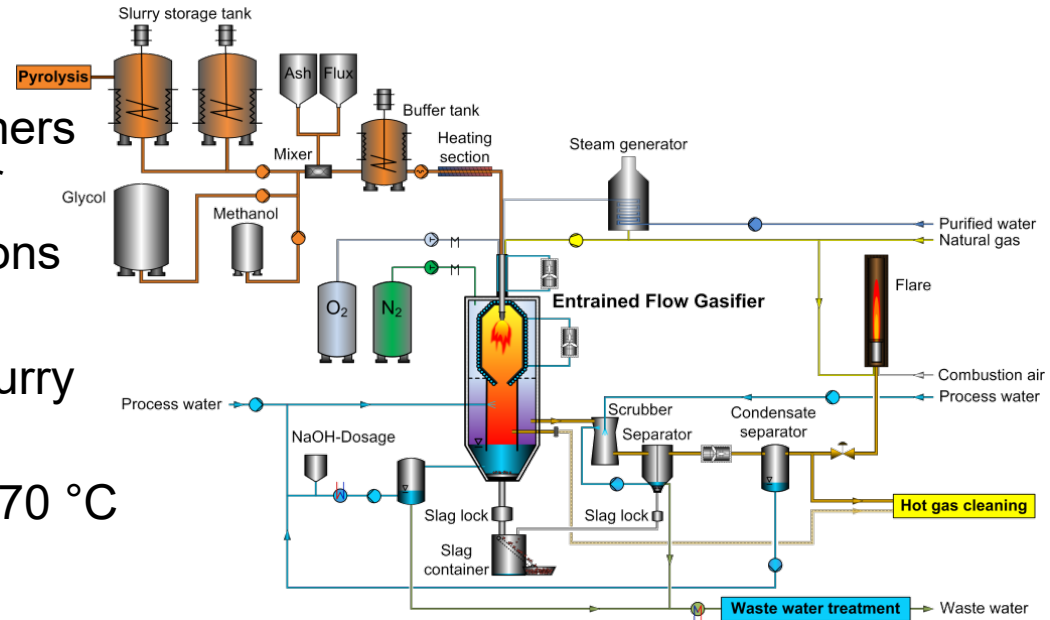 Slurry storage tank
Pyrolysis
Ash
Flux
Buffer tank
Heating
section
Mixer
Steam generator
Glycol
Methanol
Purified water
Natural gas
Flare
O2
N2
Entrained Flow Gasifier
urry
Combustion air
Process water
Process water
Scrubber
Condensate
separator
Separator
NaOH-Dosage
70 °C
Hot gas cleaning
Slag lock
Slag lock
Slag
container
Waste water treatment
Waste water
ners
ons
M
M
M
M